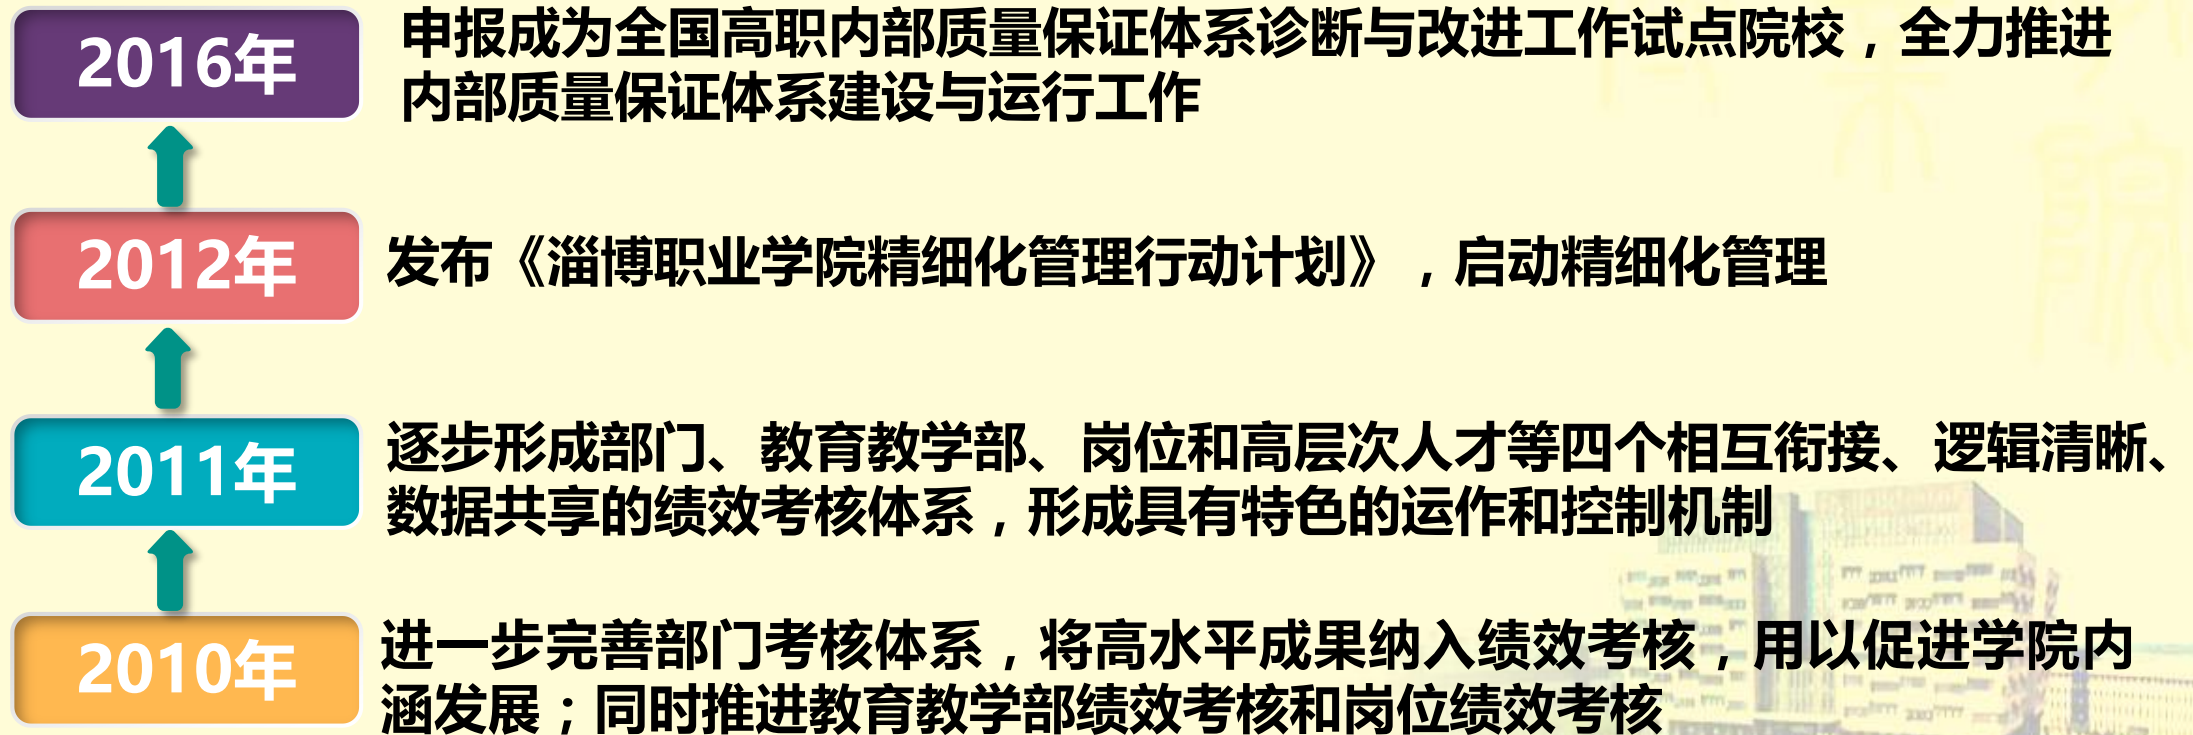 2016年
申报成为全国高职内部质量保证体系诊断与改进工作试点院校，全力推进
内部质量保证体系建设与运行工作
2012年
发布《淄博职业学院精细化管理行动计划》，启动精细化管理
2011年
逐步形成部门、教育教学部、岗位和高层次人才等四个相互衔接、逻辑清晰、
数据共享的绩效考核体系，形成具有特色的运作和控制机制
2010年
进一步完善部门考核体系，将高水平成果纳入绩效考核，用以促进学院内
涵发展；同时推进教育教学部绩效考核和岗位绩效考核